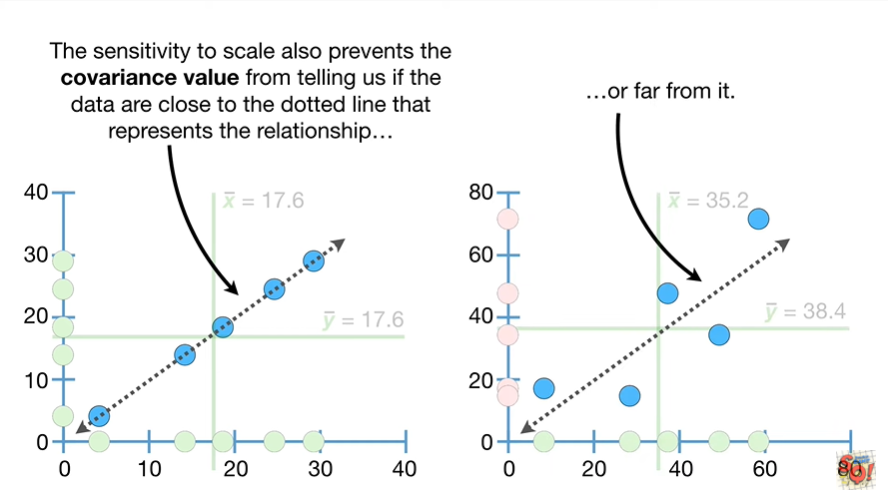 The sensitivity to scale also prevents the
covariance value from telling us if the
data are close to the dotted line that
represents the relationship…
…or far from it.
40
30
20
10
0
0
10
20
30
40
x̅ = 17.6
y̅ = 17.6
80
60
40
20
0
0
20
40
60
80
x̅ = 35.2
y̅ = 38.4